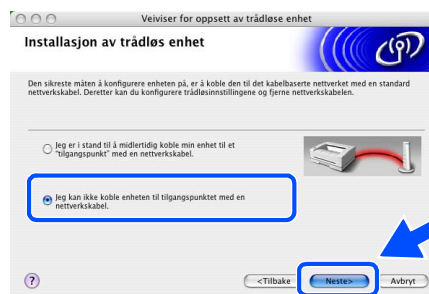 Veiviser for oppsett av trådløse enhet
Installasjon av trådløs enhet
Den sikreste måten å konfigurere enheten på, er å koble den til det kabelbaserte nettverket med en standard
nettverkskabel. Deretter kan du konfigurere trådløsinnstillingene og fjerne nettverkskabelen.
Jeg er i stand til å midlertidig koble min enhet til et
"tilgangspunkt" med en nettverkskabel.
Jeg kan ikke koble enheten til tilgangspunktet med en
nettverkskabel.
?
<Tilbake
Neste>
Avbryt